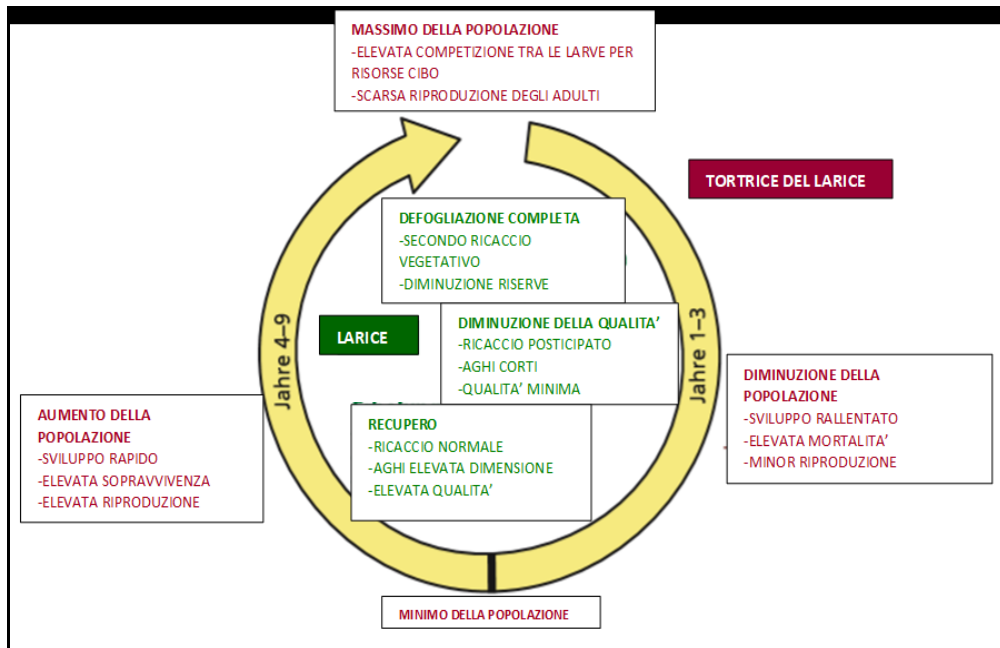 MASSIMO DELLA POPOLAZIONE
-ELEVATA COMPETIZIONE TRA LE LARVE PER
RISORSE CIBO
-SCARSA RIPRODUZIONE DEGLI ADULTI
TORTRICE DEL LARICE
DEFOGLIAZIONE COMPLETA
-SECONDO RICACCIO
VEGETATIVO
-DIMINUZIONE RISERVE
LARICE
DIMINUZIONE DELLA QUALITA’
-RICACCIO POSTICIPATO
-AGHI CORTI
-QUALITA’ MINIMA
Jahre 4–9
Jahre 1–3
DIMINUZIONE DELLA
POPOLAZIONE
-SVILUPPO RALLENTATO
-ELEVATA MORTALITA’
-MINOR RIPRODUZIONE
AUMENTO DELLA
POPOLAZIONE
-SVILUPO RAPIDO
-ELEVATA SOPRAVVIVENZA
-ELEVATA RIPRODUZIONE
RECUPERO
-RICACCIO NORMALE
-AGHI ELEVATA DIMENSIONE
-ELEVATA QUALITA’
MINIMO DELLA POPOLAZIONE